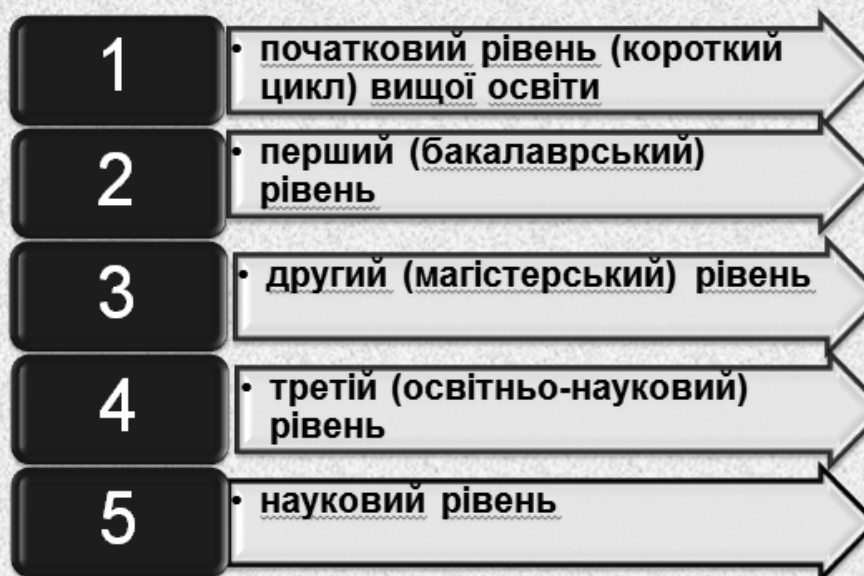 1
• початковий рівень (короткий
цикл) вищої освіти
2
• перший (бакалаврський)
рівень
3
• другий (магістерський) рівень
4
• третій (освітньо-науковий)
рівень
5
• науковий рівень